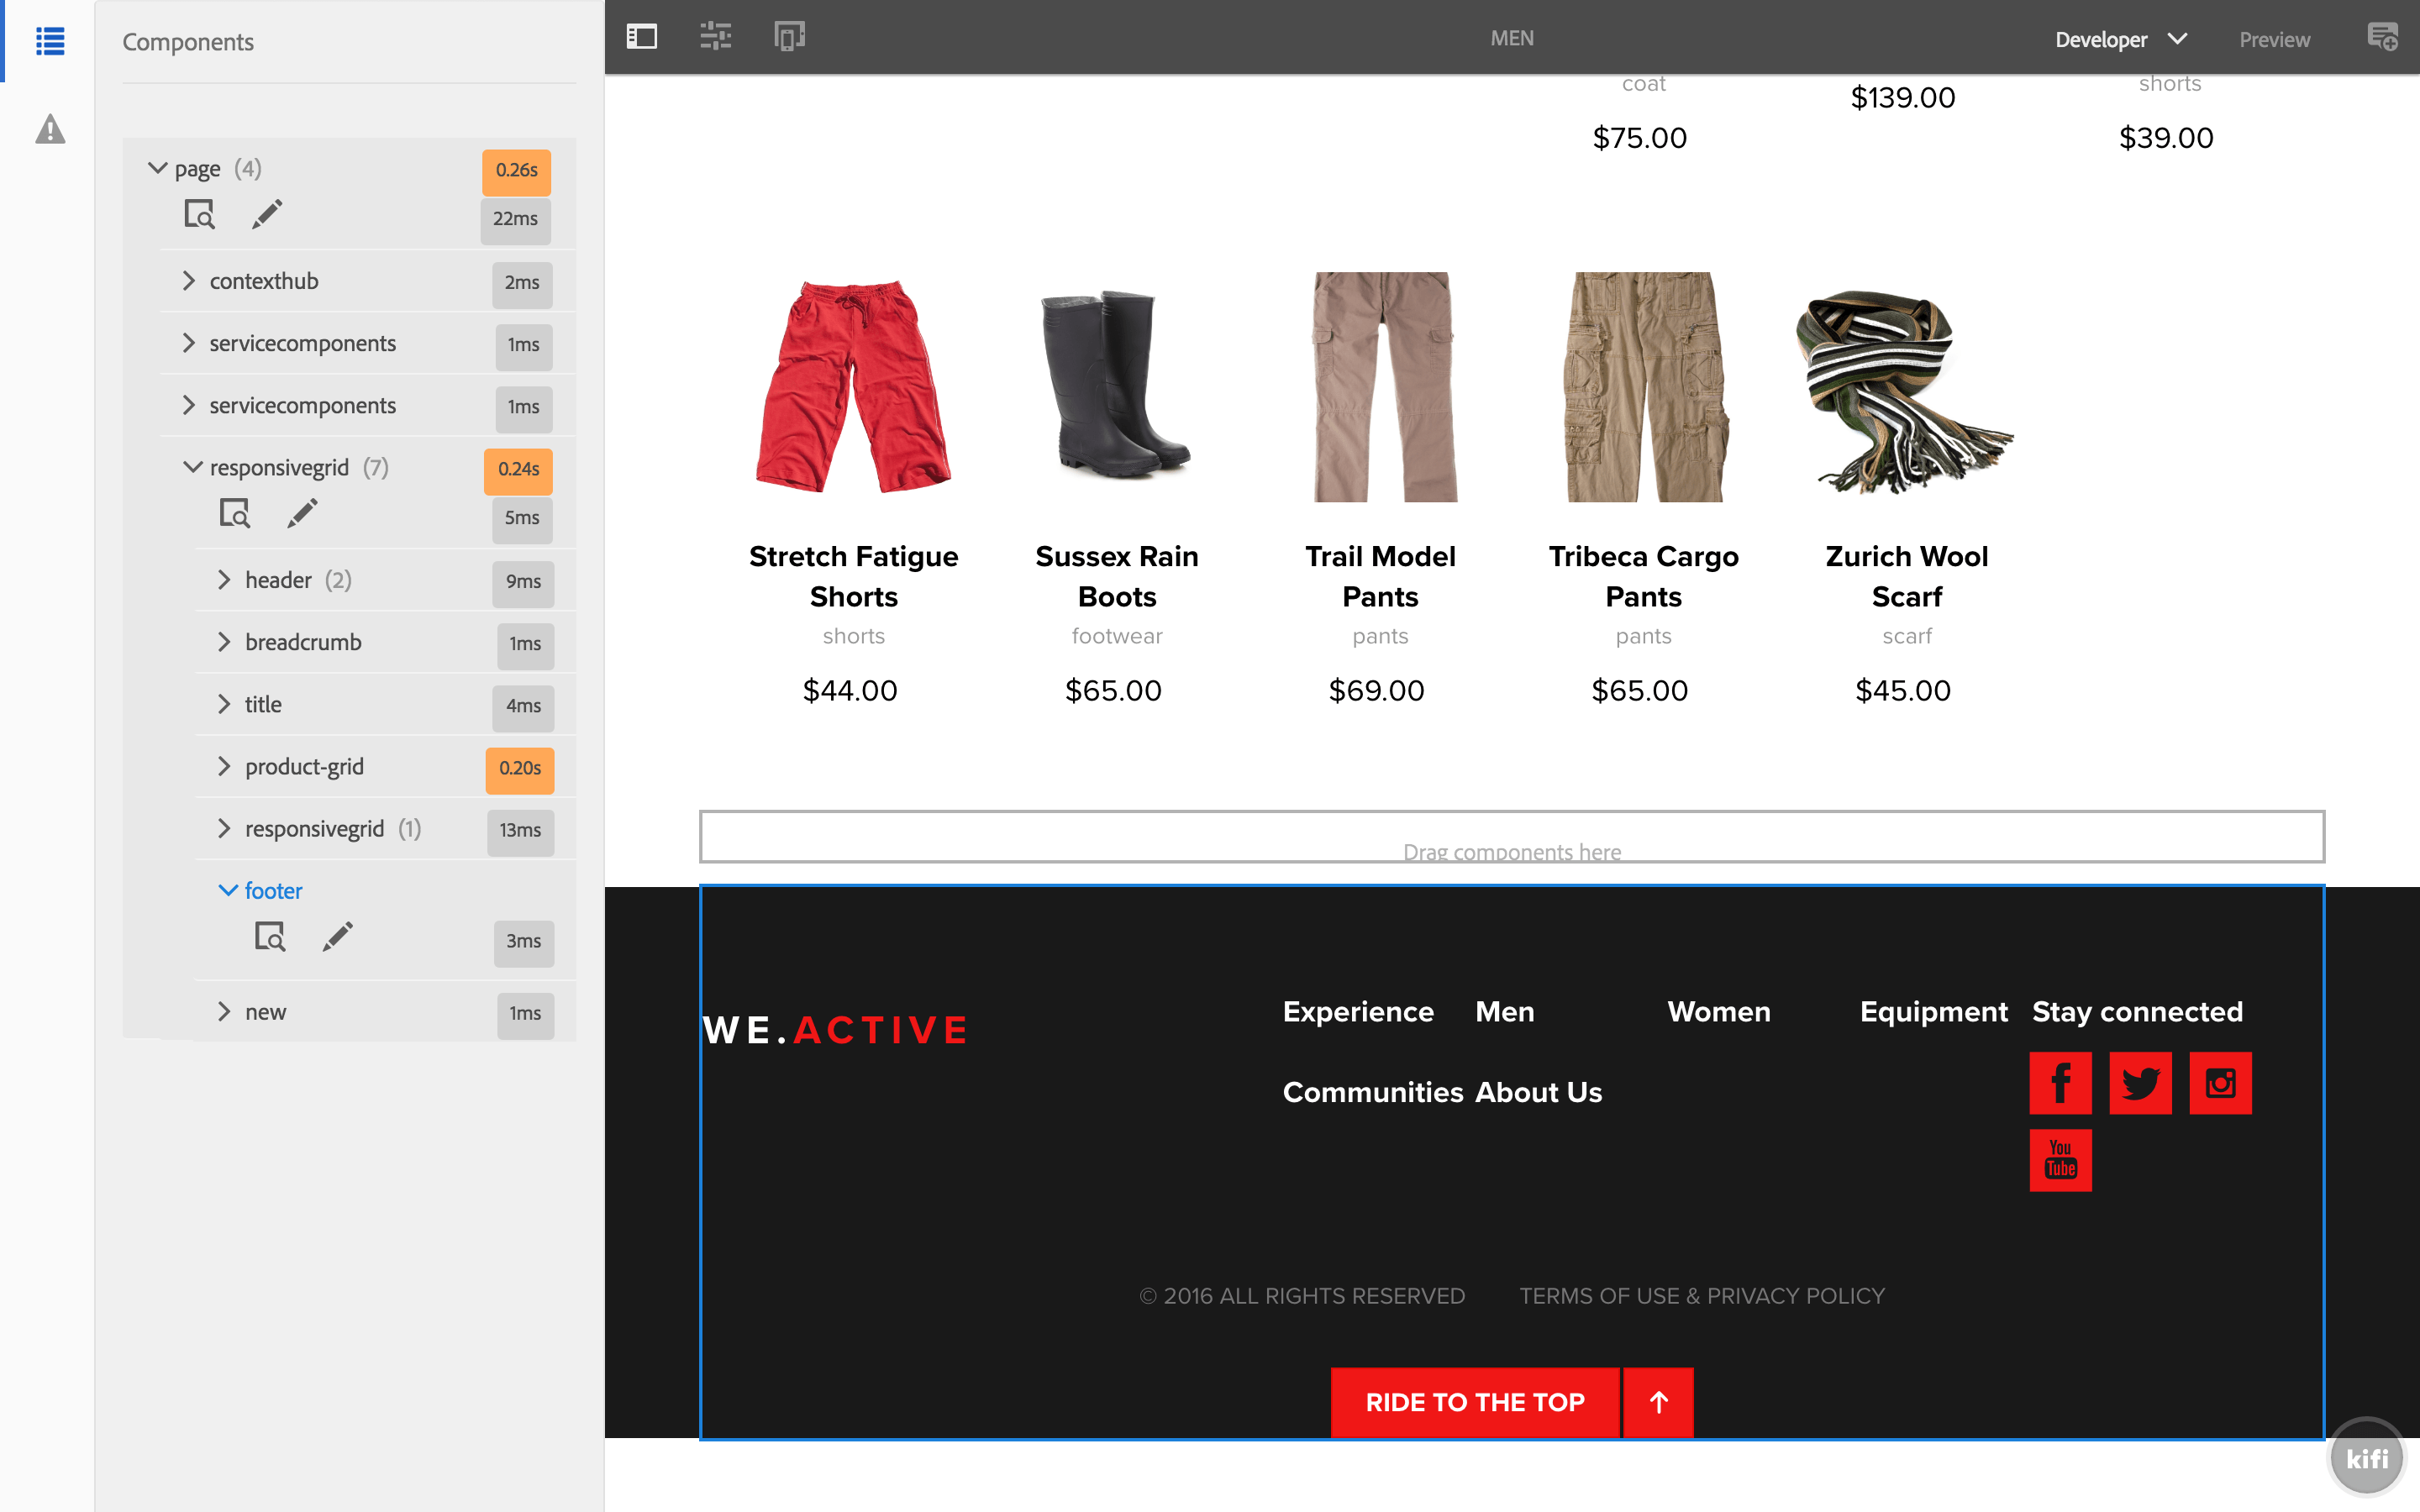 Components
page (4) 0.26s
22ms
contexthub 2ms
servicecomponents 1ms
servicecomponents 1ms
responsivegrid (7) 0.24s
5ms
header (2) 9ms
breadcrumb 1ms
title 4ms
product-grid 0.20s
responsivegrid (1) 13ms
footer
3ms
new 1ms
MEN
Developer
Preview
coat
$75.00
$139.00
shorts
$39.00
Stretch Fatigue
Shorts
shorts
$44.00
Sussex Rain
Boots
footwear
$65.00
Trail Model
Pants
pants
$69.00
Tribeca Cargo
Pants
pants
$65.00
Zurich Wool
Scarf
scarf
$45.00
Drag components here
WE.ACTIVE
Experience Men Women Equipment Stay connected
Communities About Us
You
Tube
© 2016 ALL RIGHTS RESERVED TERMS OF USE & PRIVACY POLICY
RIDE TO THE TOP
kifi